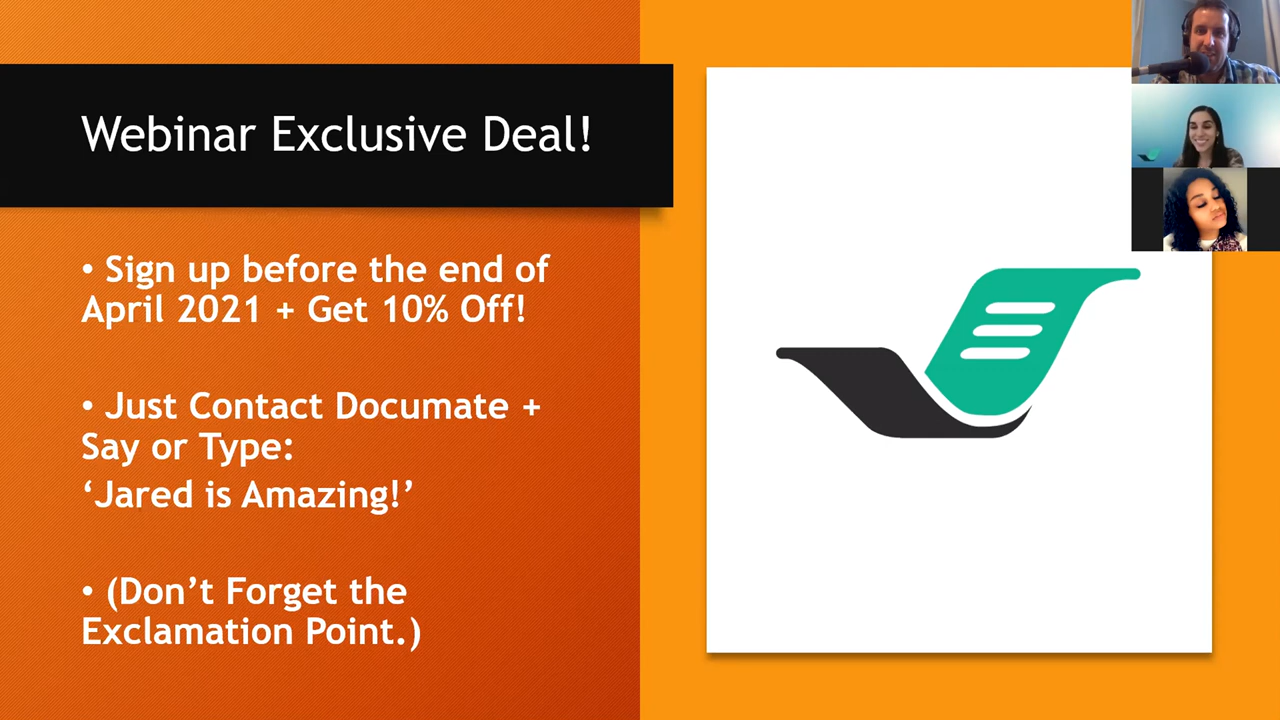 Webinar Exclusive Deal!
• Sign up before the end of
April 2021 + Get 10% Off!
• Just Contact Documate +
Say or Type:
‘Jared is Amazing!’
• (Don’t Forget the
Exclamation Point.)